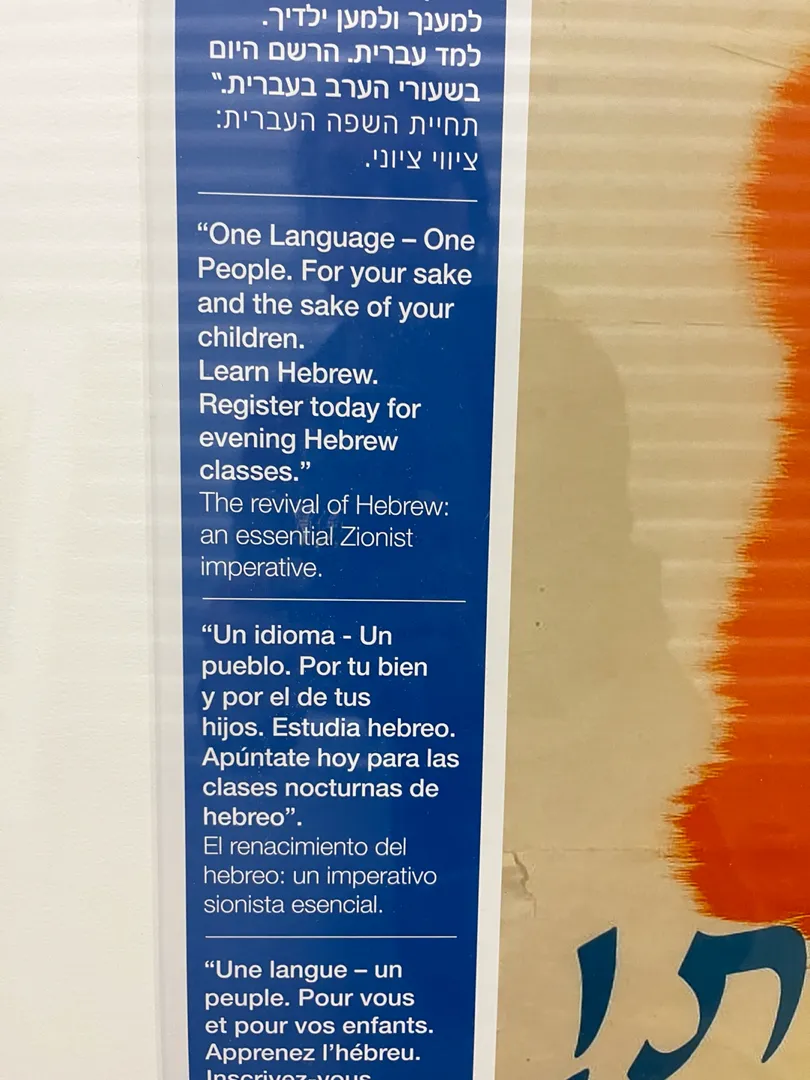 למענך ולמען ילדיך.
למד עברית. הרשם היום
בשעורי הערב בעברית."
תחיית השפה העברית:
ציווי ציוני.
“One Language – One
People. For your sake
and the sake of your
children.
Learn Hebrew.
Register today for
evening Hebrew
classes.”
The revival of Hebrew:
an essential Zionist
imperative.
“Un idioma - Un
pueblo. Por tu bien
y por el de tus
hijos. Estudia hebreo.
Apúntate hoy para las
clases nocturnas de
hebreo”.
El renacimiento del
hebreo: un imperativo
sionista esencial.
“Une langue – un
peuple. Pour vous
et pour vos enfants.
Apprenez l’hébreu.
Inscrivez-vous